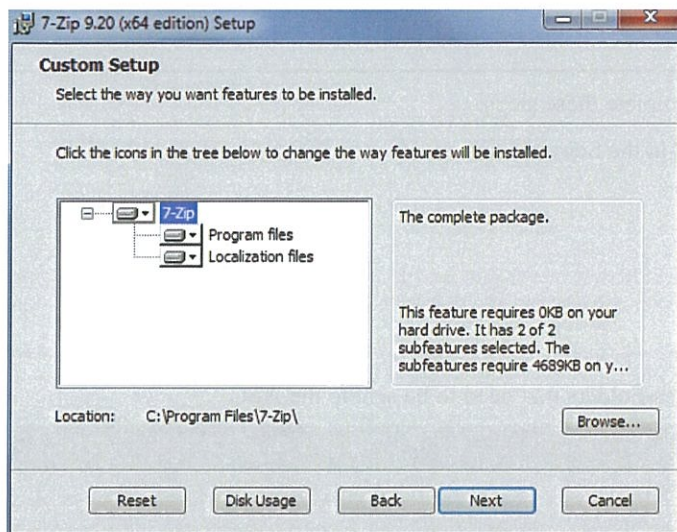 7-Zip 9.20 (x64 edition) Setup
Custom Setup
Select the way you want features to be installed.
Click the icons in the tree below to change the way features will be installed.
7-Zip
Program files
Localization files
The complete package.
This feature requires 0KB on your
hard drive. It has 2 of 2
subfeatures selected. The
subfeatures require 4689KB on y...
Location: C:\Program Files\7-Zip\
Browse...
Reset
Disk Usage
Back
Next
Cancel